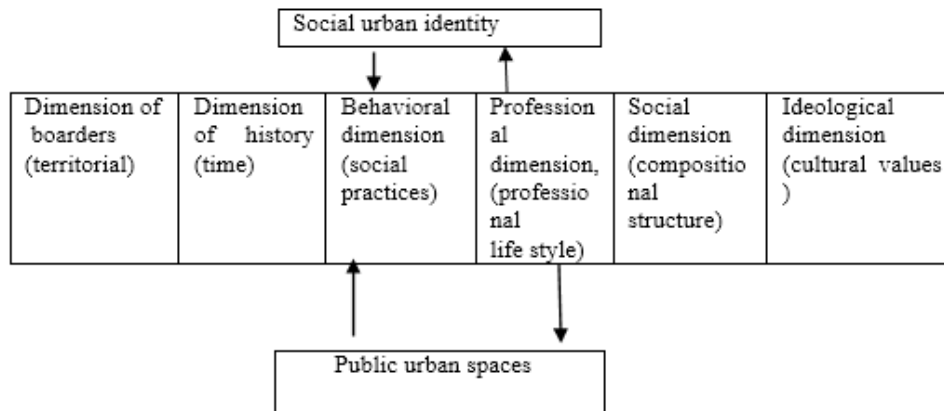 Social urban identity
Dimension of
boarders
(territorial)
Dimension
of history
(time)
Behavioral
dimension
(social
practices)
Profession
al
dimension,
(professio
nal
life style)
Social
dimension
(compositio
nal
structure)
Ideological
dimension
(cultural values
)
Public urban spaces